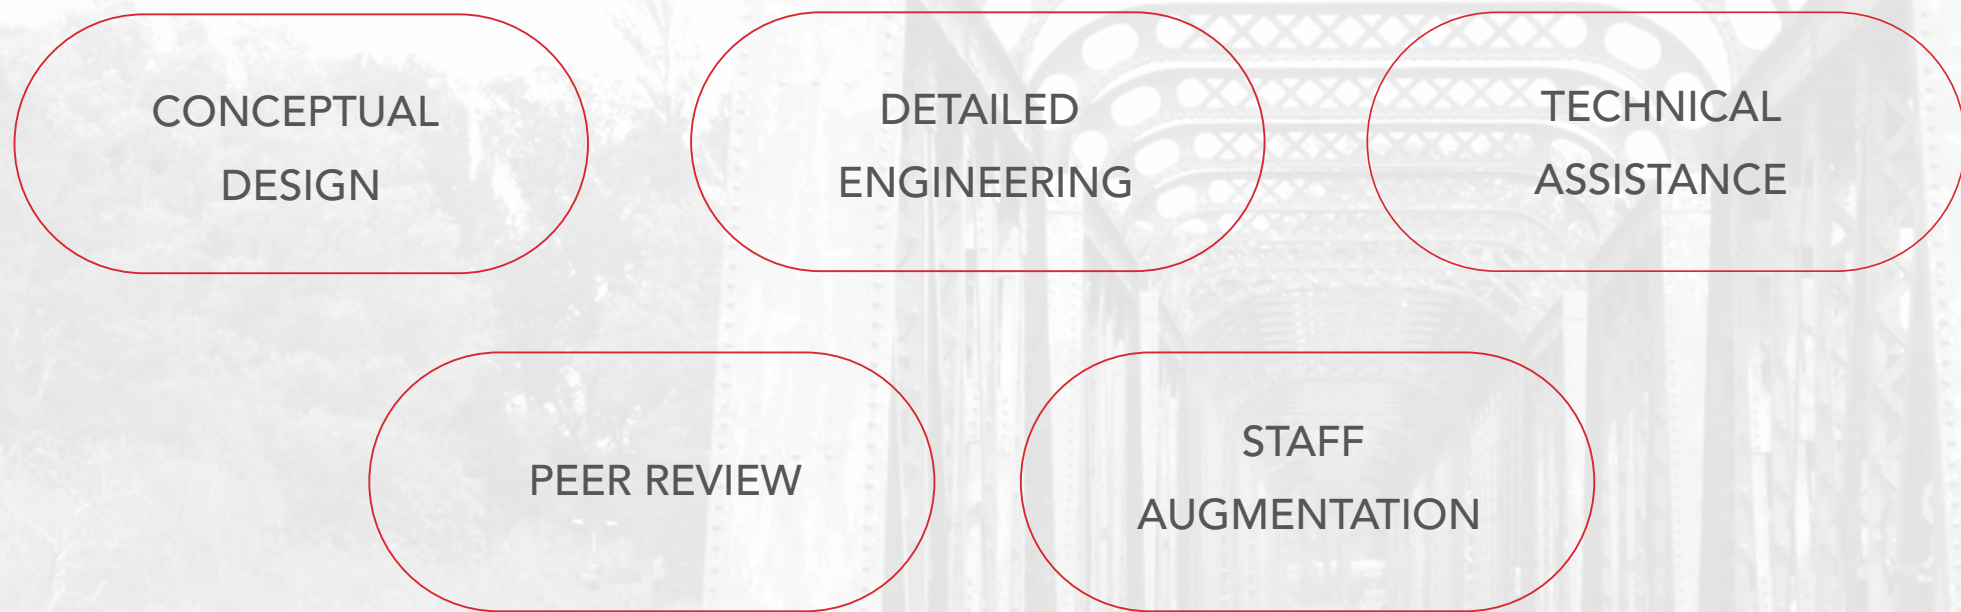 CONCEPTUAL
DESIGN
DETAILED
ENGINEERING
TECHNICAL
ASSISTANCE
PEER REVIEW
STAFF
AUGMENTATION